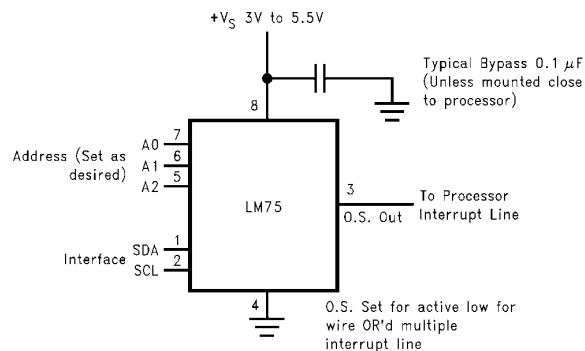 +VS 3V to 5.5V
Typical Bypass 0.1 μF
(Unless mounted close
to processor)
8
Address (Set as
desired)
A0 7
A1 6
A2 5
LM75
3
O.S. Out
To Processor
Interrupt Line
Interface
SDA 1
SCL 2
4
O.S. Set for active low for
wire OR'd multiple
interrupt line